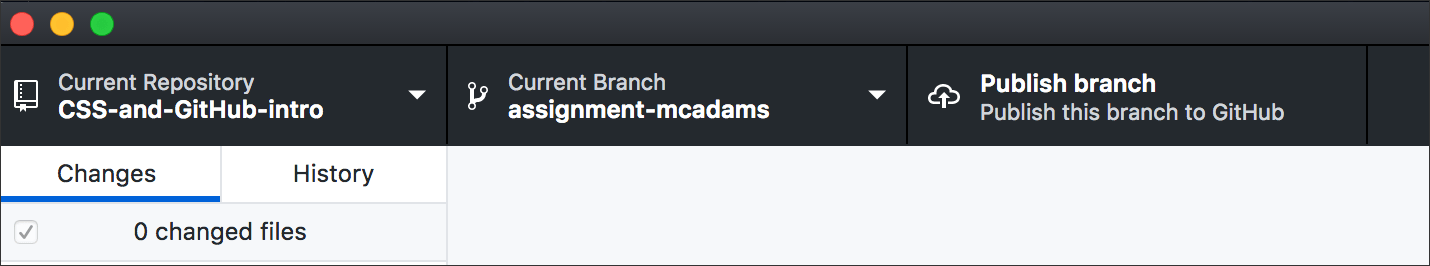 Current Repository
CSS-and-GitHub-intro
Current Branch
assignment-mcadams
Publish branch
Publish this branch to GitHub
Changes
History
0 changed files